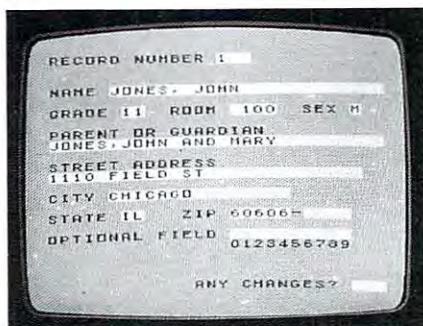 RECORD NUMBER 1
NAME JONES, JOHN
GRADE 11 ROOM 100 SEX M
PARENT OR GUARDIAN
JONES,JOHN AND MARY
STREET ADDRESS
1110 FIELD ST
CITY CHICAGO
STATE IL ZIP 60606-
OPTIONAL FIELD
0123456789
ANY CHANGES?